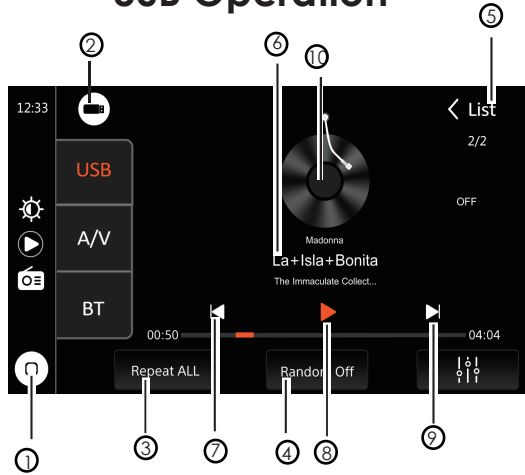 USB Operation
② ⑥ ⑩ ⑤
12:33
List
2/2
USB
OFF
A/V
Madonna
La+Isla+Bonita
The Immaculate Collect...
BT
00:50
04:04
Repeat ALL
Random Off
① ③ ⑦ ④ ⑧ ⑨